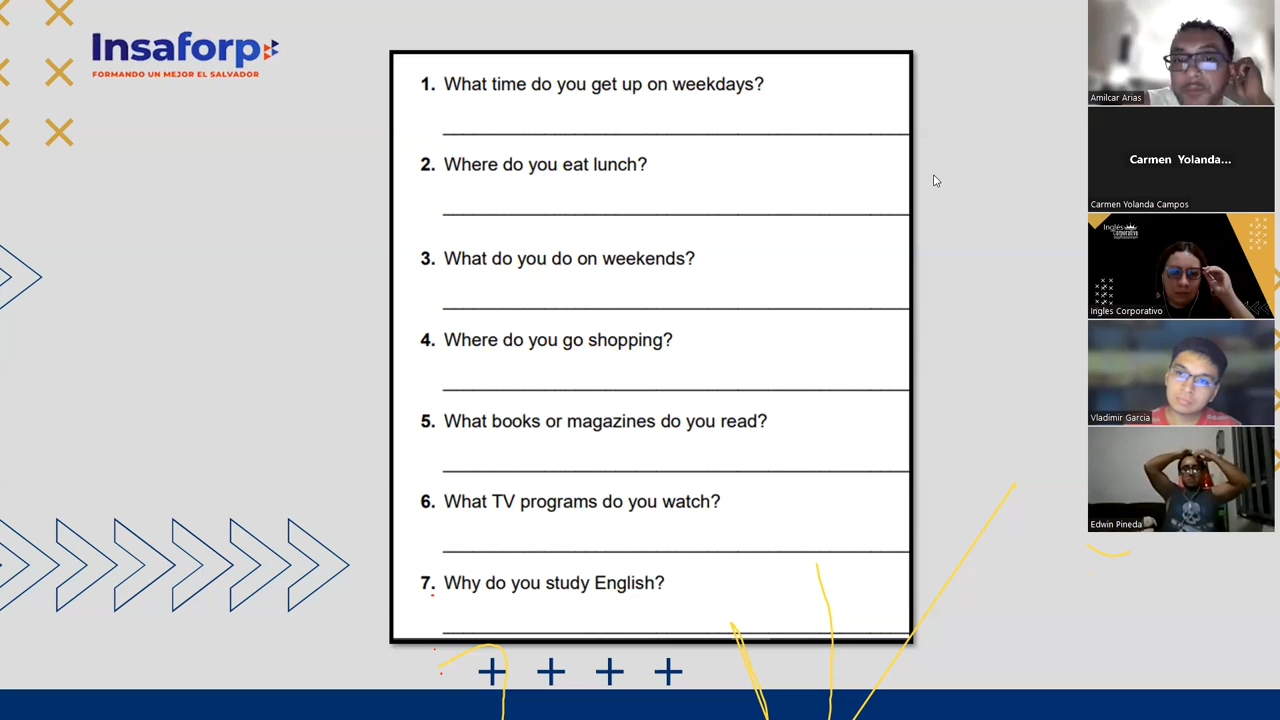 Insaforp
FORMANDO UN MEJOR EL SALVADOR
1. What time do you get up on weekdays?
2. Where do you eat lunch?
3. What do you do on weekends?
4. Where do you go shopping?
5. What books or magazines do you read?
6. What TV programs do you watch?
7. Why do you study English?
Amilcar Arias
Carmen Yolanda...
Carmen Yolanda Campos
Inglés
Corporativo
Ingles Corporativo
Vladimir Garcia
Edwin Pineda